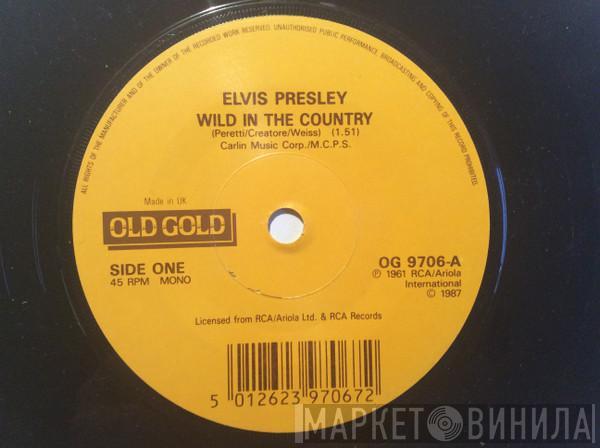 ALL RIGHTS OF THE MANUFACTURER AND OF THE OWNER OF THE RECORDED WORK RESERVED. UNAUTHORISED PUBLIC PERFORMANCE, BROADCASTING AND COPYING OF THIS RECORD PROHIBITED
ELVIS PRESLEY
WILD IN THE COUNTRY
(Peretti/Creatore/Weiss) (1.51)
Carlin Music Corp./M.C.P.S.
Made in UK
OLD GOLD
SIDE ONE
45 RPM MONO
OG 9706-A
℗ 1961 RCA/Ariola
International
© 1987
Licensed from RCA/Ariola Ltd. & RCA Records
5 012623 970672
МАРКЕТ ВИНИЛА